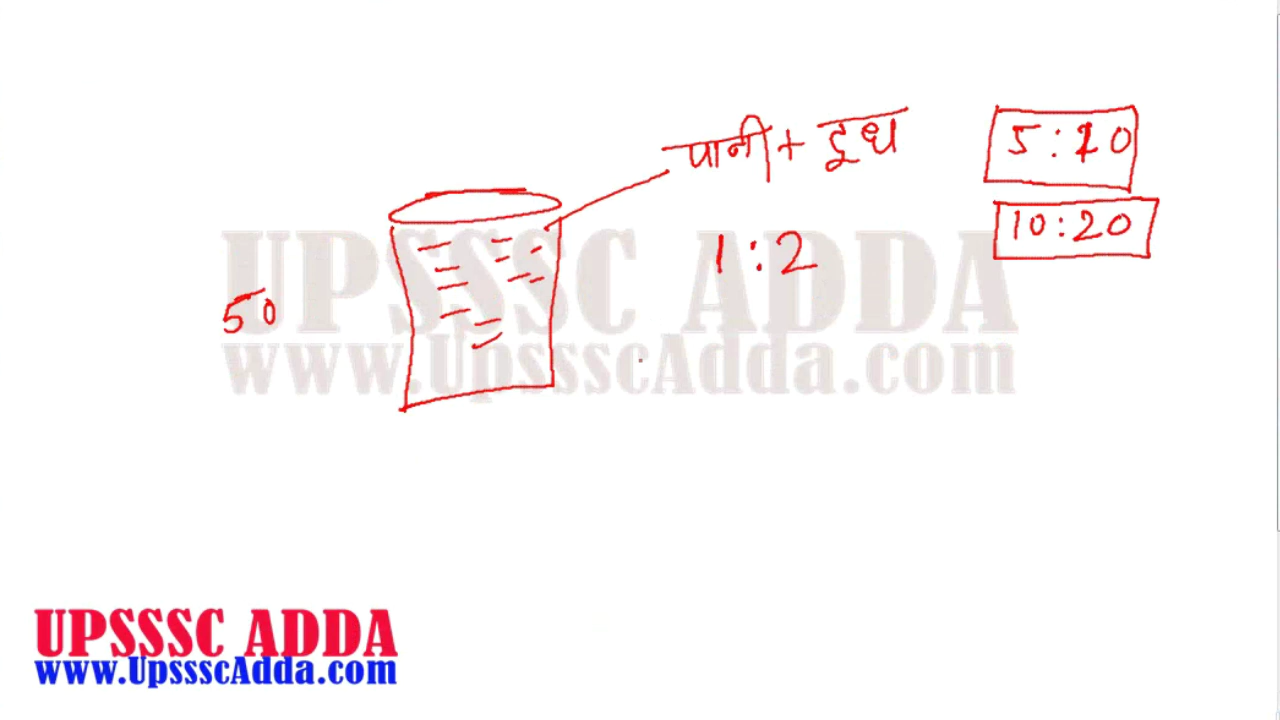 पानी + दूध
5:10
10:20
1:2
50
UPSSSC ADDA
www.UpssscAdda.com
UPSSSC ADDA
www.UpssscAdda.com